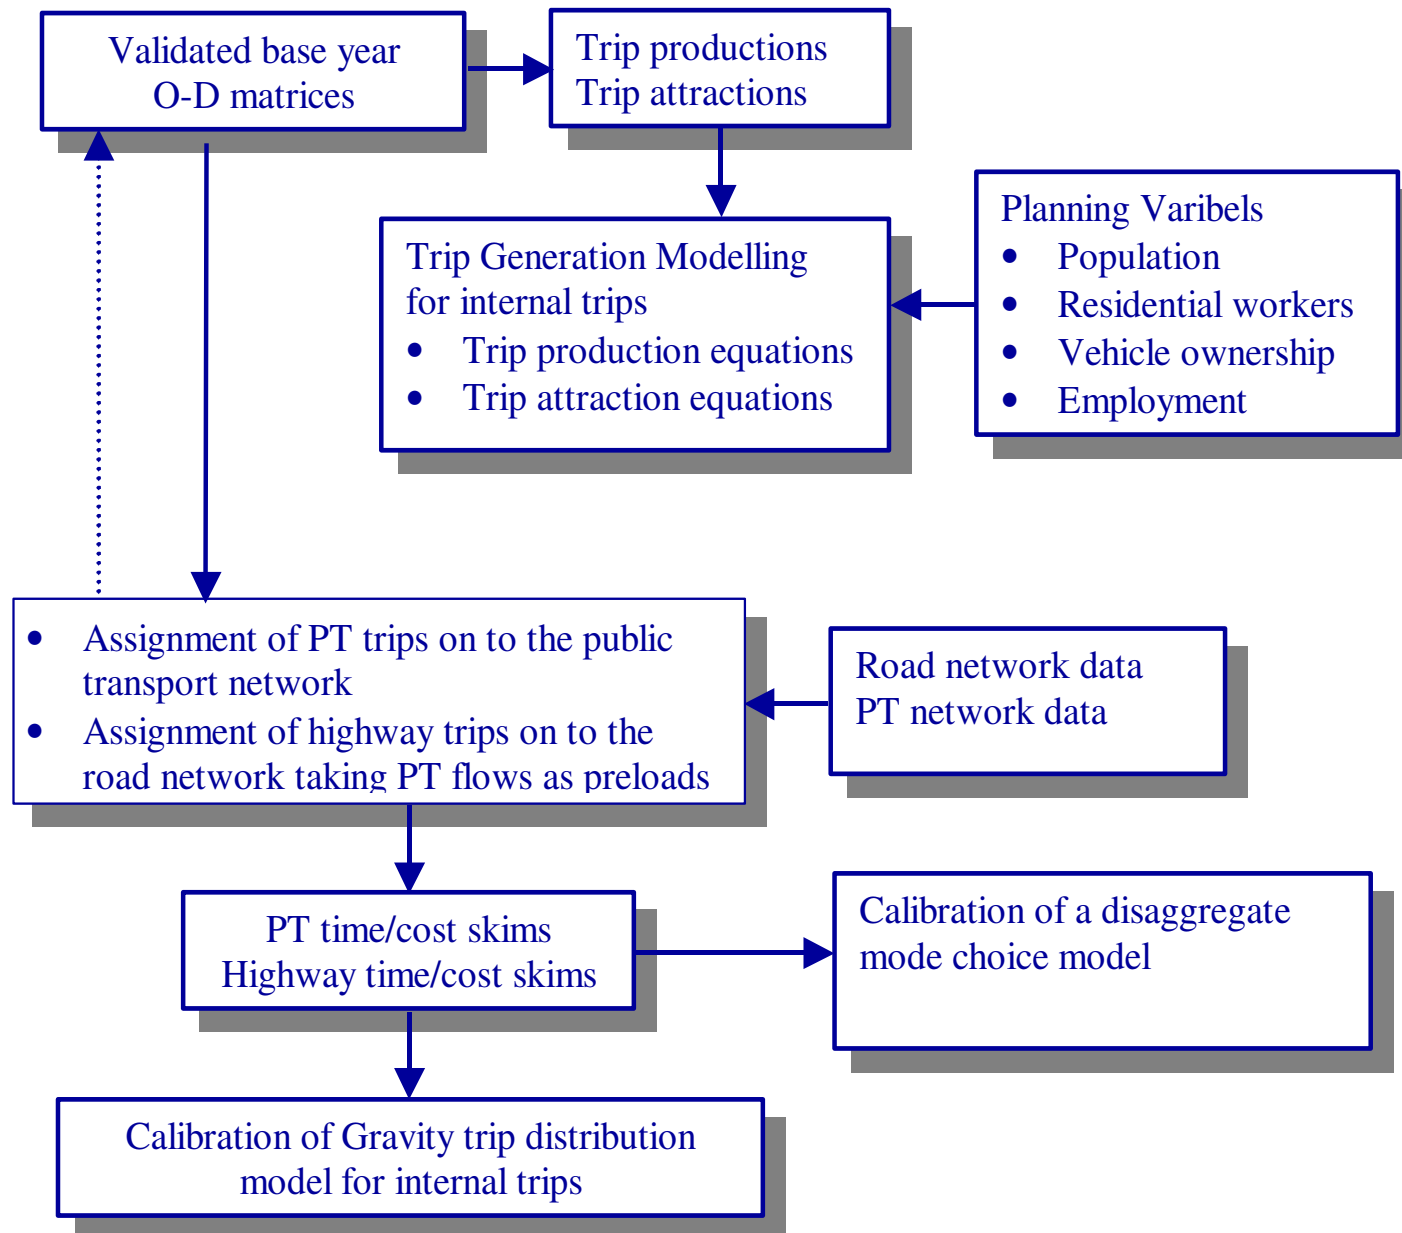 Validated base year
O-D matrices
Trip productions
Trip attractions
Trip Generation Modelling
for internal trips
• Trip production equations
• Trip attraction equations
Planning Varibels
• Population
• Residential workers
• Vehicle ownership
• Employment
• Assignment of PT trips on to the public
transport network
• Assignment of highway trips on to the
road network taking PT flows as preloads
Road network data
PT network data
PT time/cost skims
Highway time/cost skims
Calibration of a disaggregate
mode choice model
Calibration of Gravity trip distribution
model for internal trips